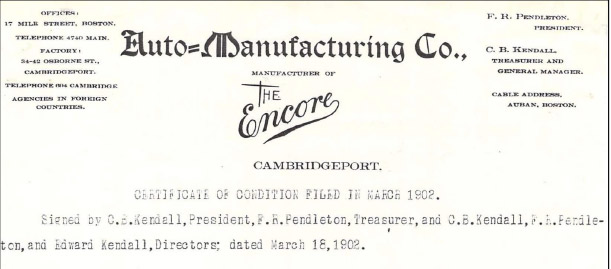 OFFICES:
17 MILK STREET, BOSTON.
TELEPHONE 4740 MAIN.
FACTORY:
34-42 OSBORNE ST.,
CAMBRIDGEPORT.
TELEPHONE 604 CAMBRIDGE
AGENCIES IN FOREIGN
COUNTRIES.
Auto=Manufacturing Co.,
MANUFACTURER OF
THE
Encore
CAMBRIDGEPORT.
F. R. PENDLETON,
PRESIDENT.
C. B. KENDALL,
TREASURER AND
GENERAL MANAGER.
CABLE ADDRESS,
AUBAN, BOSTON.
CERTIFICATE OF CONDITION FILED IN MARCH 1902.
Signed by C.B.Kendall,President,F.R.Pendleton,Treasurer,and C.B.Kendall,F.R.Pendle-
ton,and Edward Kendall,Directors; dated March 18,1902.